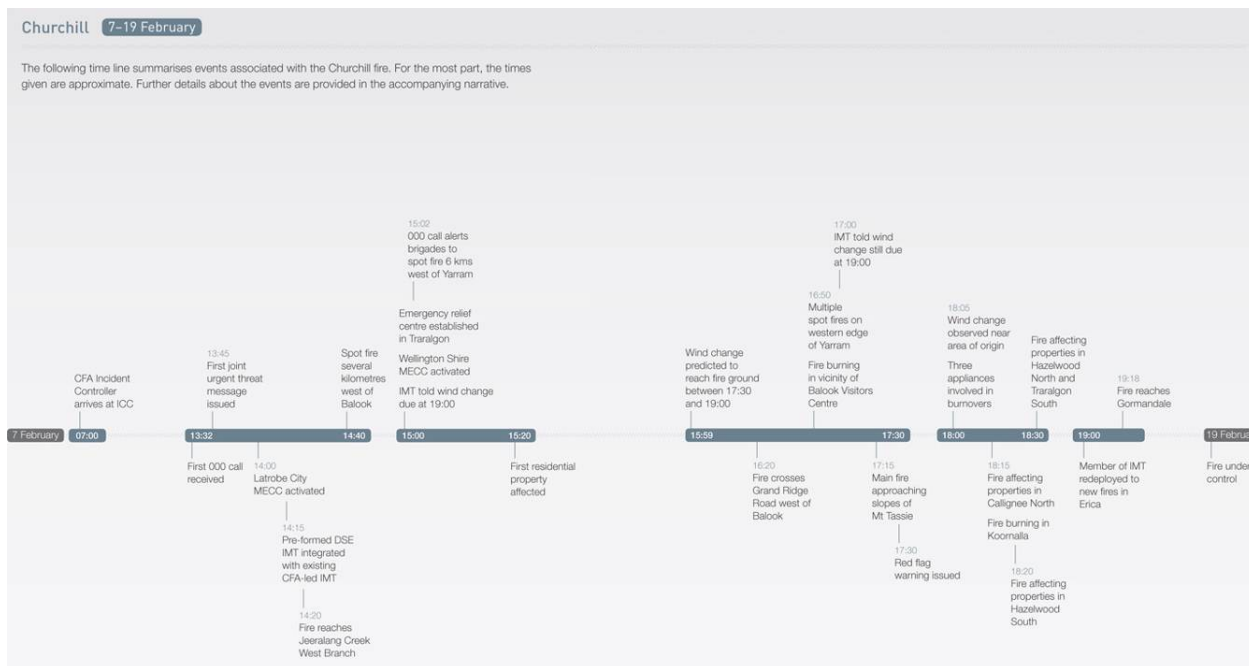 Churchill 7–19 February
The following time line summarises events associated with the Churchill fire. For the most part, the times
given are approximate. Further details about the events are provided in the accompanying narrative.
15:02
000 call alerts
brigades to
spot fire 6 kms
west of Yarram
Emergency relief
centre established
in Traralgon
Wellington Shire
MECC activated
IMT told wind change
due at 19:00
17:00
IMT told wind
change still due
at 19:00
16:50
Multiple
spot fires on
western edge
of Yarram
Fire burning
in vicinity of
Balook Visitors
Centre
CFA Incident
Controller
arrives at ICC
13:45
First joint
urgent threat
message
issued
Spot fire
several
kilometres
west of
Balook
Wind change
predicted to
reach fire ground
between 17:30
and 19:00
18:05
Wind change
observed near
area of origin
Three
appliances
involved in
burnovers
Fire affecting
properties in
Hazelwood
North and
Traralgon
South
19:18
Fire reaches
Gormandale
7 February 07:00 13:32 14:40 15:00 15:20 15:59 17:30 18:00 18:30 19:00 19 Februa
First 000 call
received
14:00
Latrobe City
MECC activated
14:15
Pre-formed DSE
IMT integrated
with existing
CFA-led IMT
14:20
Fire reaches
Jeeralang Creek
West Branch
First residential
property
affected
16:20
Fire crosses
Grand Ridge
Road west of
Balook
17:15
Main fire
approaching
slopes of
Mt Tassie
17:30
Red flag
warning issued
18:15
Fire affecting
properties in
Callignee North
Fire burning in
Koornalla
18:20
Fire affecting
properties in
Hazelwood
South
Member of IMT
redeployed to
new fires in
Erica
Fire under
control